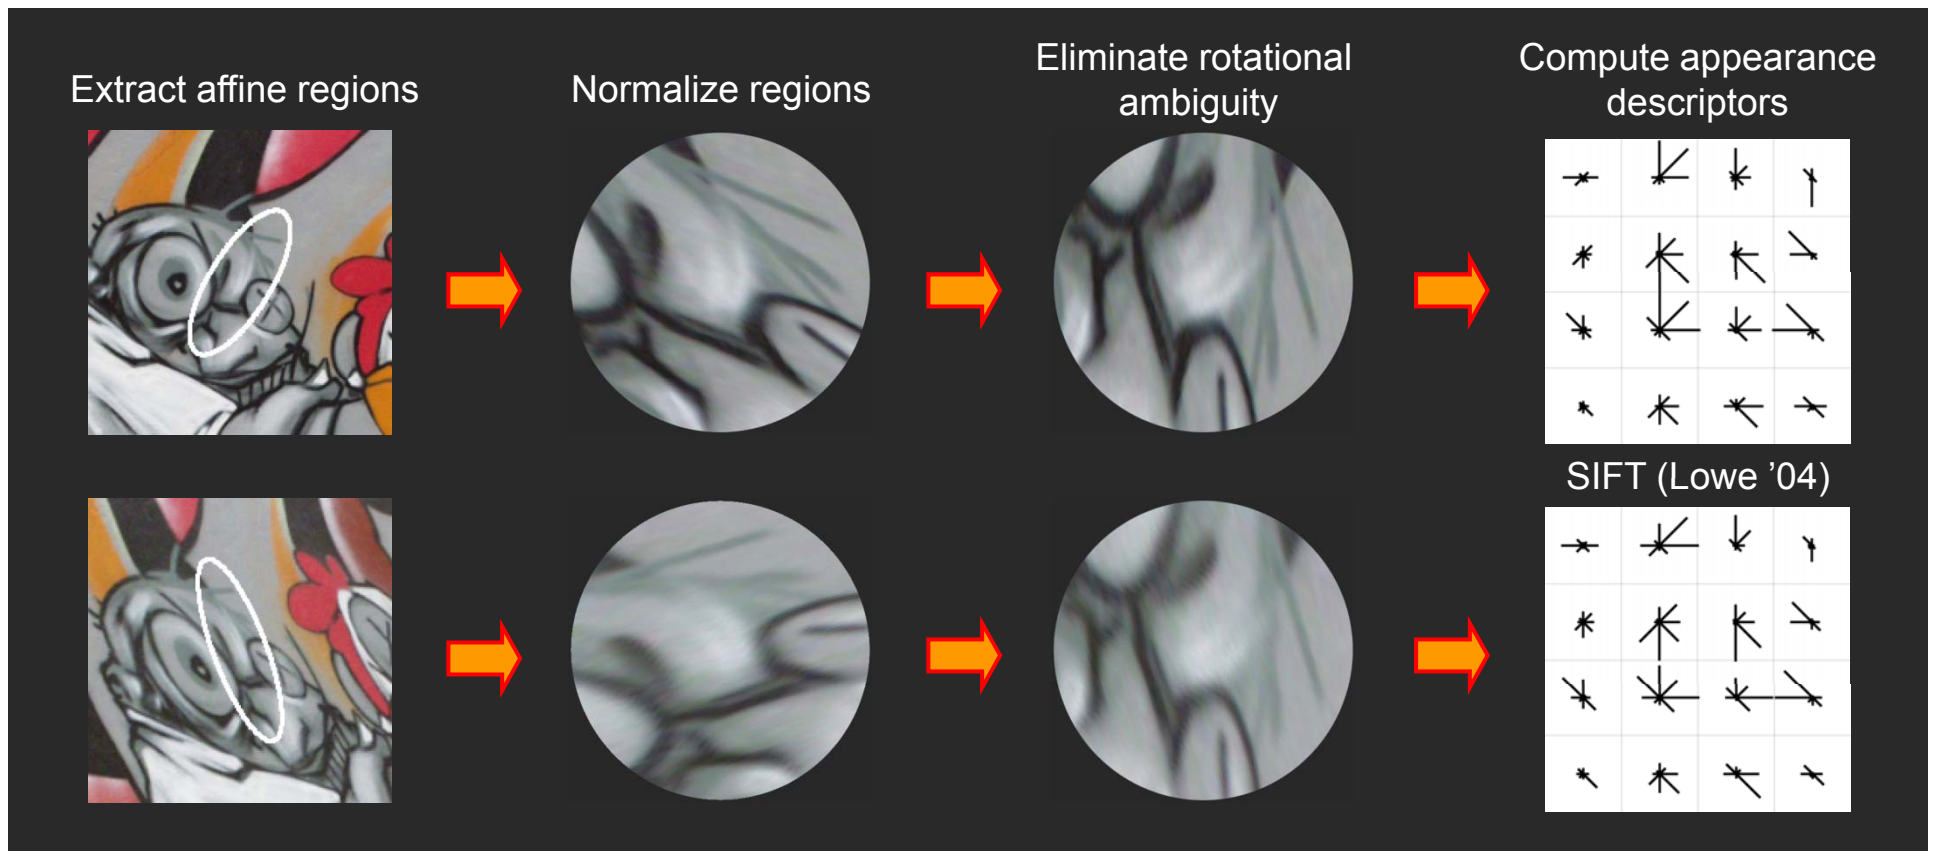 Extract affine regions
Normalize regions
Eliminate rotational
ambiguity
Compute appearance
descriptors
SIFT (Lowe ’04)